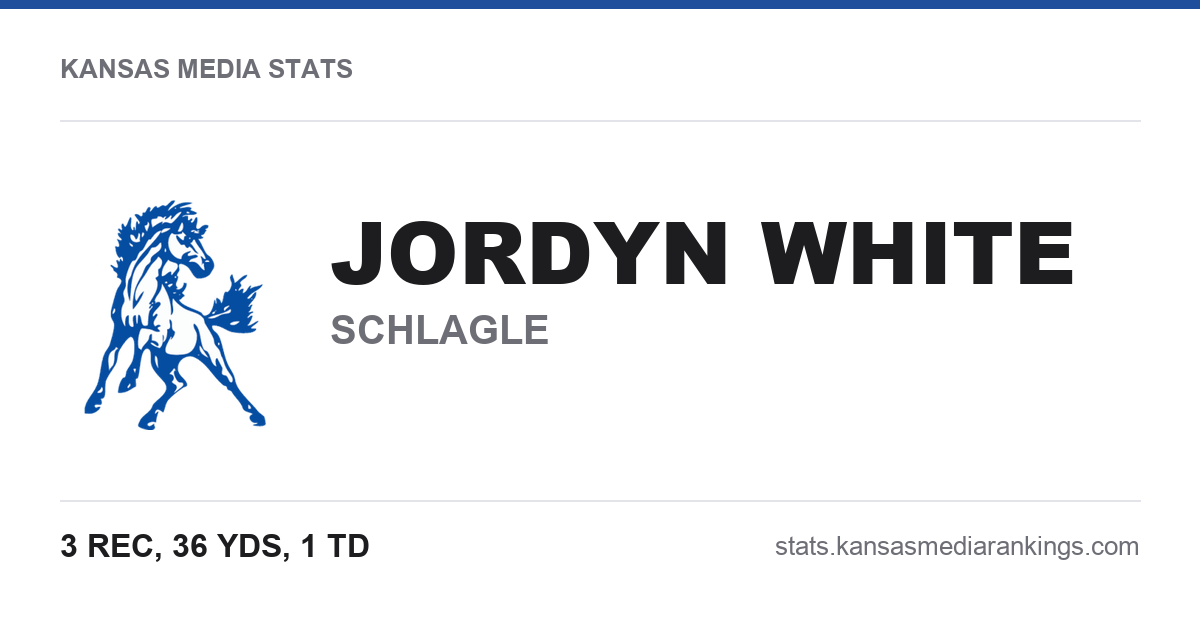 KANSAS MEDIA STATS
JORDYN WHITE
SCHLAGLE
3 REC, 36 YDS, 1 TD
stats.kansasmediarankings.com